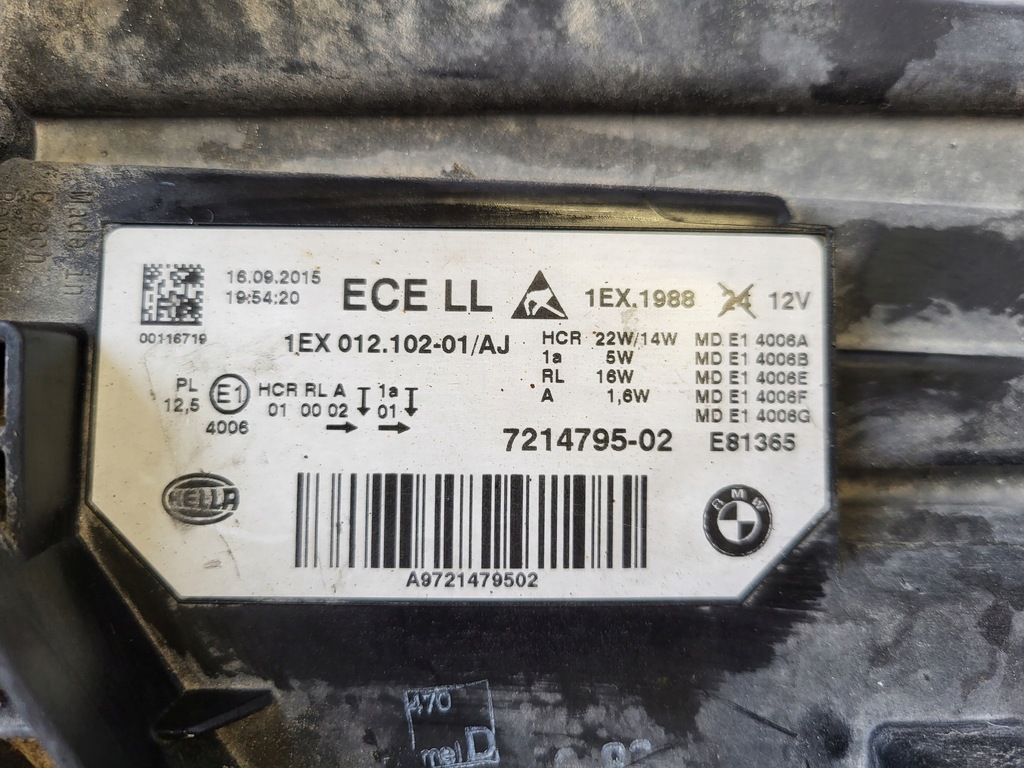 16.09.2015
19:54:20
00116719
ECE LL
1EX.1988 24 12V
1EX 012.102-01/AJ
HCR 22W/14W MD E1 4006A
1a 5W MD E1 4006B
RL 16W MD E1 4006E
A 1,6W MD E1 4006F
MD E1 4006G
PL
12,5
E1
4006
HCR RL A 1a
01 00 02 01
7214795-02 E81365
HELLA
BMW
A9721479502
Made in
470
mel D